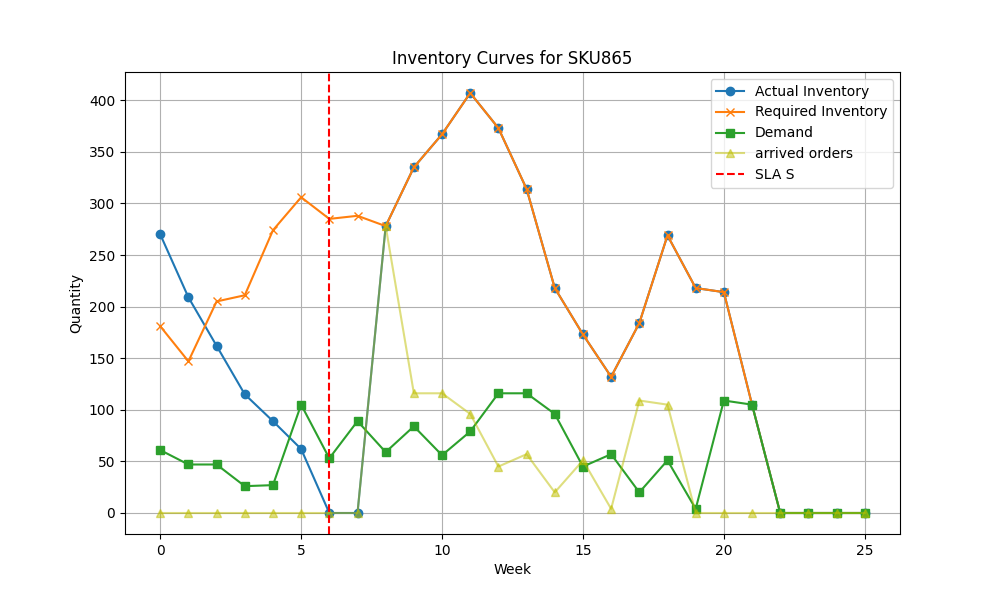 Inventory Curves for SKU865
Quantity
400
350
300
250
200
150
100
50
0
Actual Inventory
Required Inventory
Demand
arrived orders
SLA S
0 5 10 15 20 25
Week